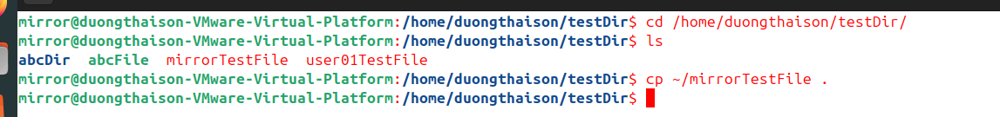 mirror@duongthaison-VMware-Virtual-Platform:/home/duongthaison/testDir$ cd /home/duongthaison/testDir/
mirror@duongthaison-VMware-Virtual-Platform:/home/duongthaison/testDir$ ls
abcDir  abcFile  mirrorTestFile  user01TestFile
mirror@duongthaison-VMware-Virtual-Platform:/home/duongthaison/testDir$ cp ~/mirrorTestFile .
mirror@duongthaison-VMware-Virtual-Platform:/home/duongthaison/testDir$